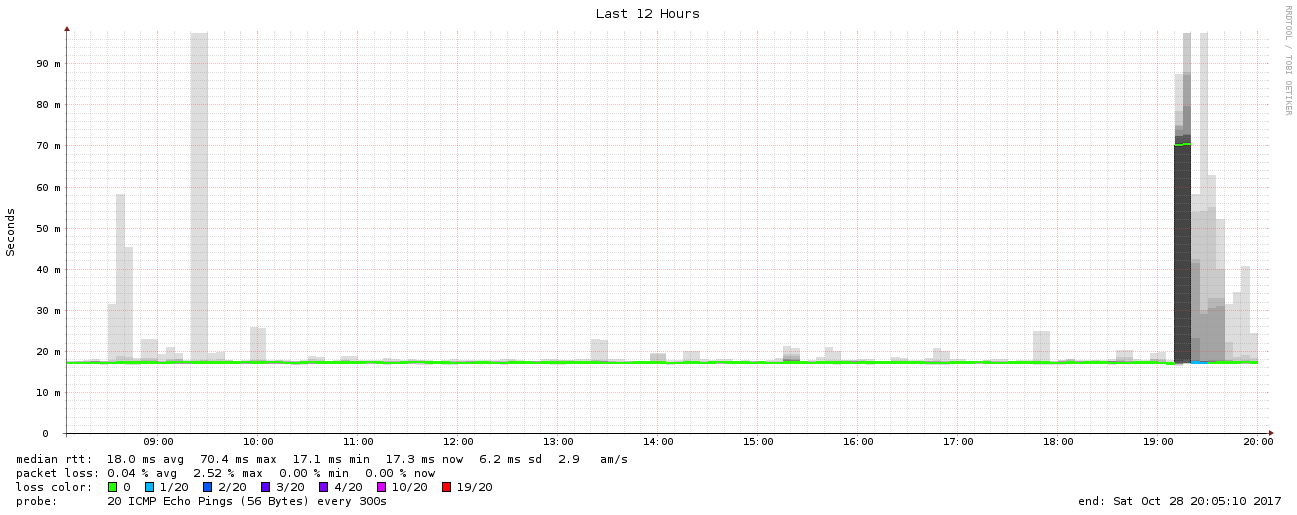 Last 12 Hours
RRDTOOL / TOBI OETIKER
Seconds
90 m
80 m
70 m
60 m
50 m
40 m
30 m
20 m
10 m
0
09:00 10:00 11:00 12:00 13:00 14:00 15:00 16:00 17:00 18:00 19:00 20:00
median rtt: 18.0 ms avg 70.4 ms max 17.1 ms min 17.3 ms now 6.2 ms sd 2.9 am/s
packet loss: 0.04 % avg 2.52 % max 0.00 % min 0.00 % now
loss color: 0 1/20 2/20 3/20 4/20 10/20 19/20
probe: 20 ICMP Echo Pings (56 Bytes) every 300s end: Sat Oct 28 20:05:10 2017